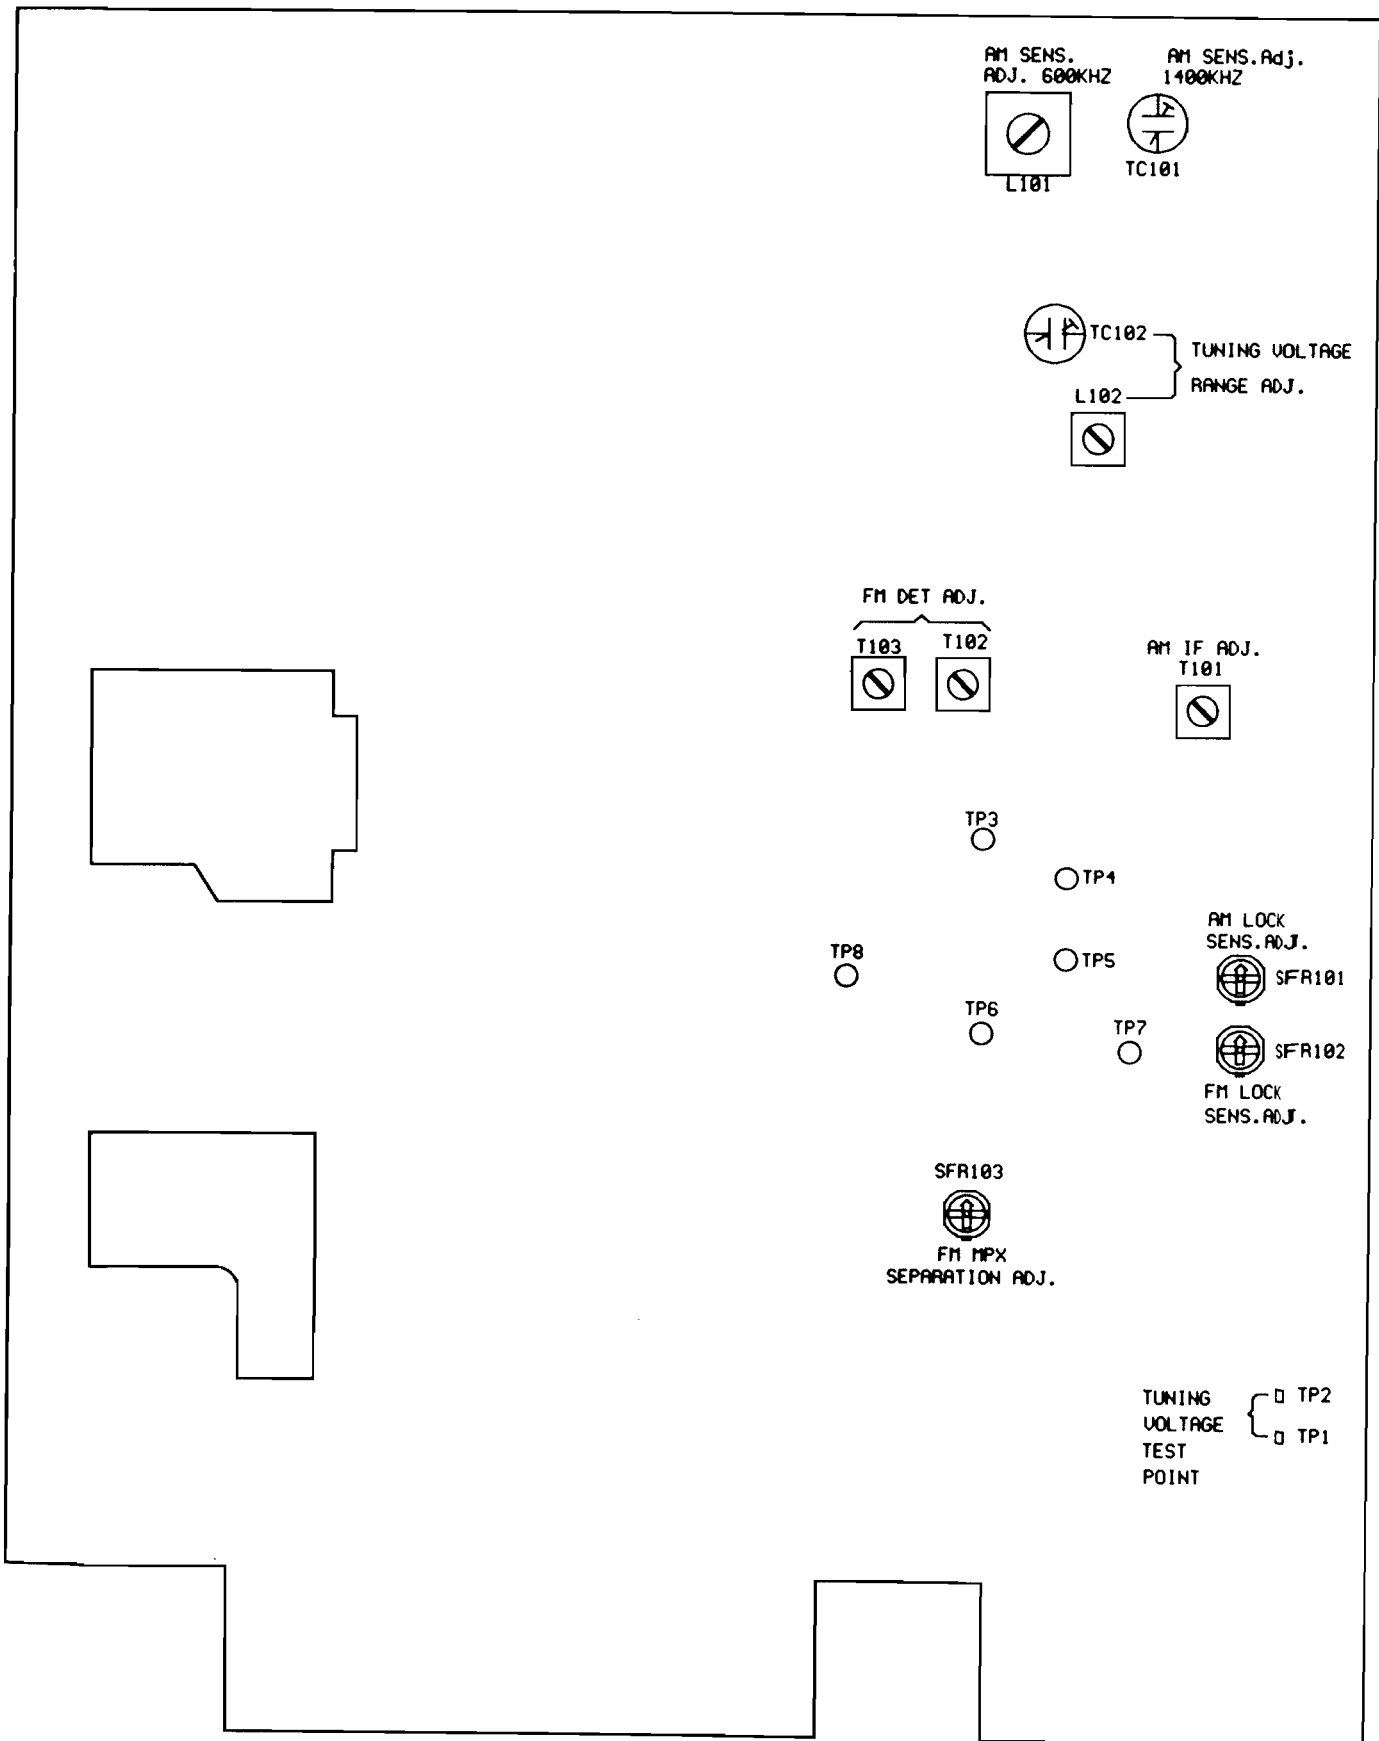 AM SENS.
ADJ. 600KHZ
L101
AM SENS.Adj.
1400KHZ
TC101
TC102
L102
TUNING VOLTAGE
RANGE ADJ.
FM DET ADJ.
T103
T102
AM IF ADJ.
T101
TP3
TP4
TP8
TP5
AM LOCK
SENS.ADJ.
SFR101
TP6
TP7
SFR102
FM LOCK
SENS.ADJ.
SFR103
FM MPX
SEPARATION ADJ.
TUNING
VOLTAGE
TEST
POINT
TP2
TP1